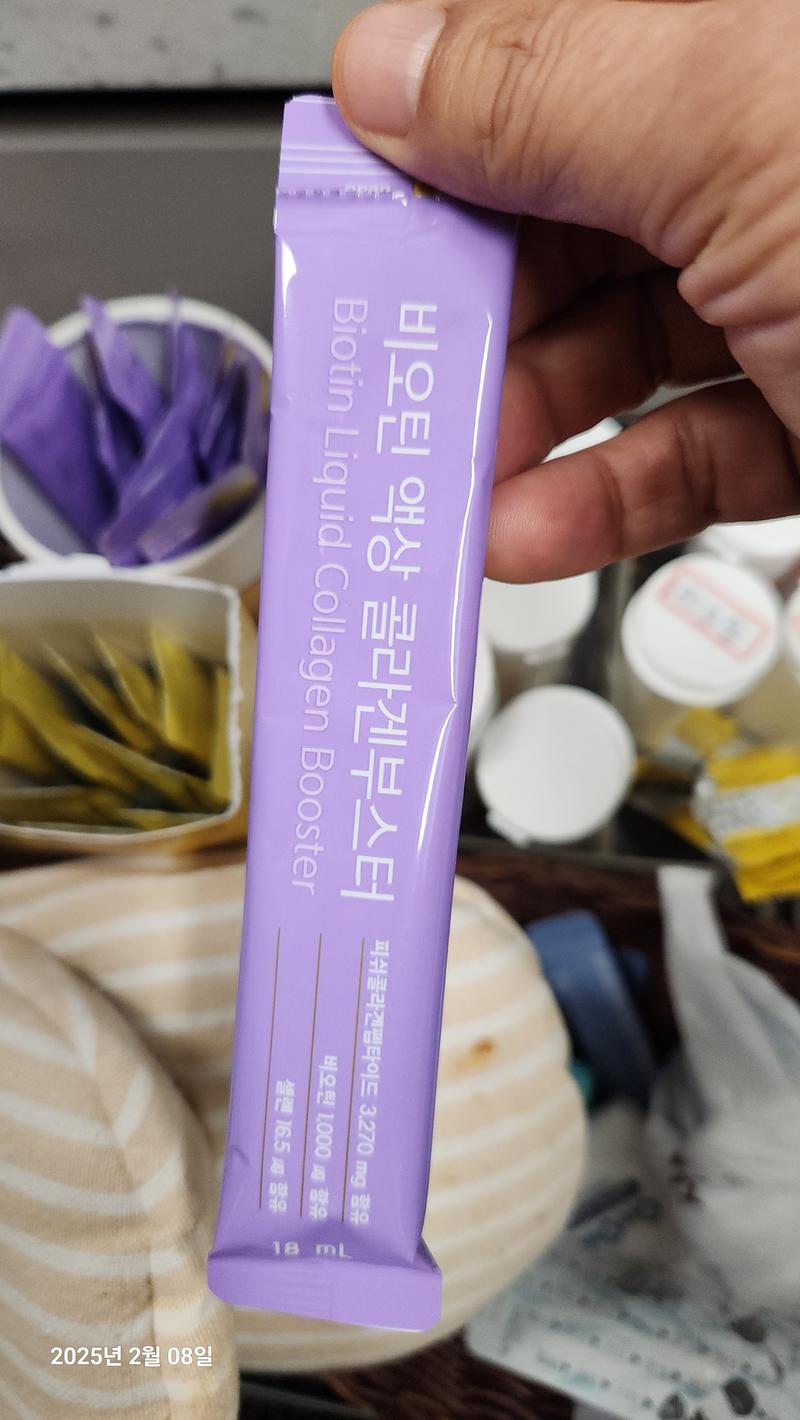 비오틴 액상 콜라겐부스터
Biotin Liquid Collagen Booster
피쉬콜라겐펩타이드 3,270 mg 함유
비오틴 1,000 ㎍ 함유
셀렌 16.5 ㎍ 함유
18 mL
2025년 2월 08일